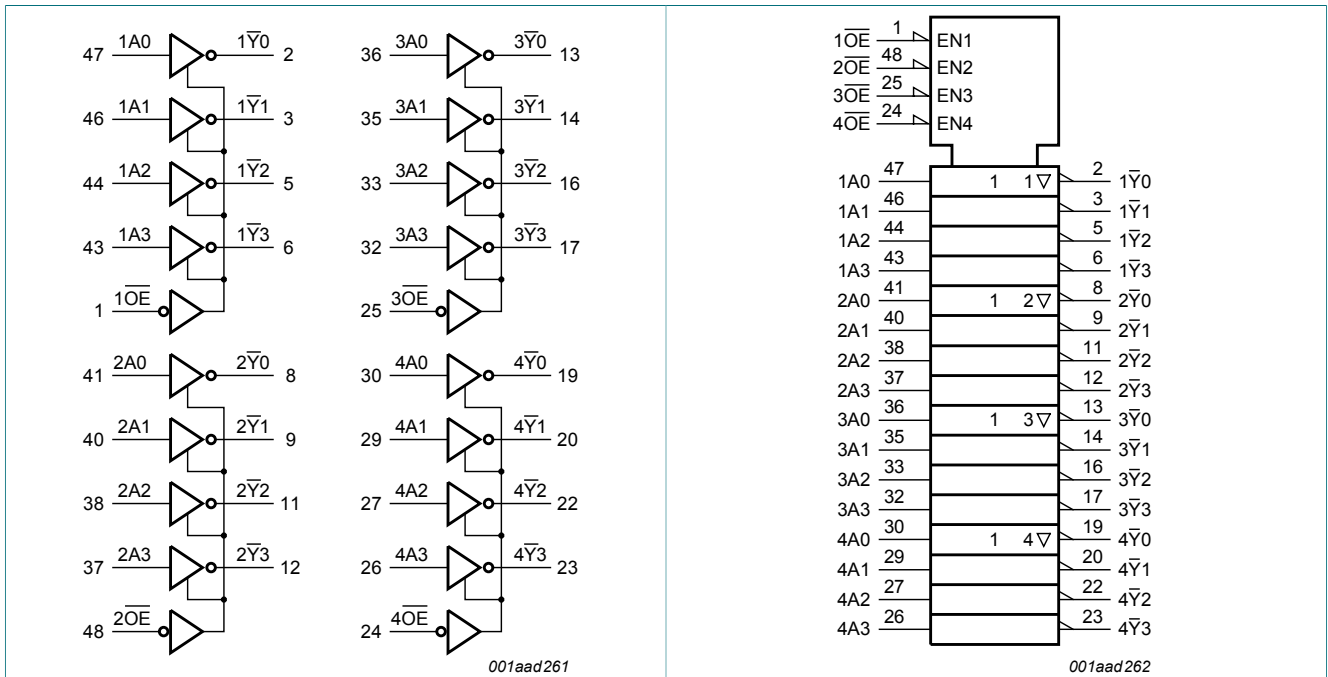 47 1A0 1Y̅0 2
46 1A1 1Y̅1 3
44 1A2 1Y̅2 5
43 1A3 1Y̅3 6
1 1O̅E̅
41 2A0 2Y̅0 8
40 2A1 2Y̅1 9
38 2A2 2Y̅2 11
37 2A3 2Y̅3 12
48 2O̅E̅
36 3A0 3Y̅0 13
35 3A1 3Y̅1 14
33 3A2 3Y̅2 16
32 3A3 3Y̅3 17
25 3O̅E̅
30 4A0 4Y̅0 19
29 4A1 4Y̅1 20
27 4A2 4Y̅2 22
26 4A3 4Y̅3 23
24 4O̅E̅
001aad261
1O̅E̅ 1 EN1
2O̅E̅ 48 EN2
3O̅E̅ 25 EN3
4O̅E̅ 24 EN4
1A0 47 1 1▽ 2 1Y̅0
1A1 46 3 1Y̅1
1A2 44 5 1Y̅2
1A3 43 6 1Y̅3
2A0 41 1 2▽ 8 2Y̅0
2A1 40 9 2Y̅1
2A2 38 11 2Y̅2
2A3 37 12 2Y̅3
3A0 36 1 3▽ 13 3Y̅0
3A1 35 14 3Y̅1
3A2 33 16 3Y̅2
3A3 32 17 3Y̅3
4A0 30 1 4▽ 19 4Y̅0
4A1 29 20 4Y̅1
4A2 27 22 4Y̅2
4A3 26 23 4Y̅3
001aad262